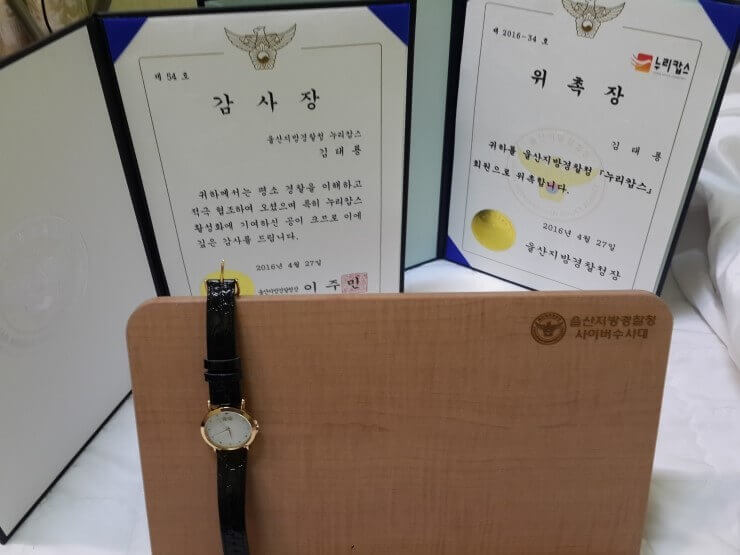 제 54 호
감 사 장
울산지방경찰청 누리캅스
김 태 룡
귀하께서는 평소 경찰을 이해하고
적극 협조하여 오셨으며 특히 누리캅스
활성화에 기여하신 공이 크므로 이에
깊은 감사를 드립니다.
2016년 4월 27일
울산지방경찰청장 이 주 민
제 2016-34 호
누리캅스
위 촉 장
김 태 룡
귀하를 울산지방경찰청 「누리캅스」
회원으로 위촉합니다.
2016년 4월 27일
울산지방경찰청장
울산지방경찰청
사이버수사대